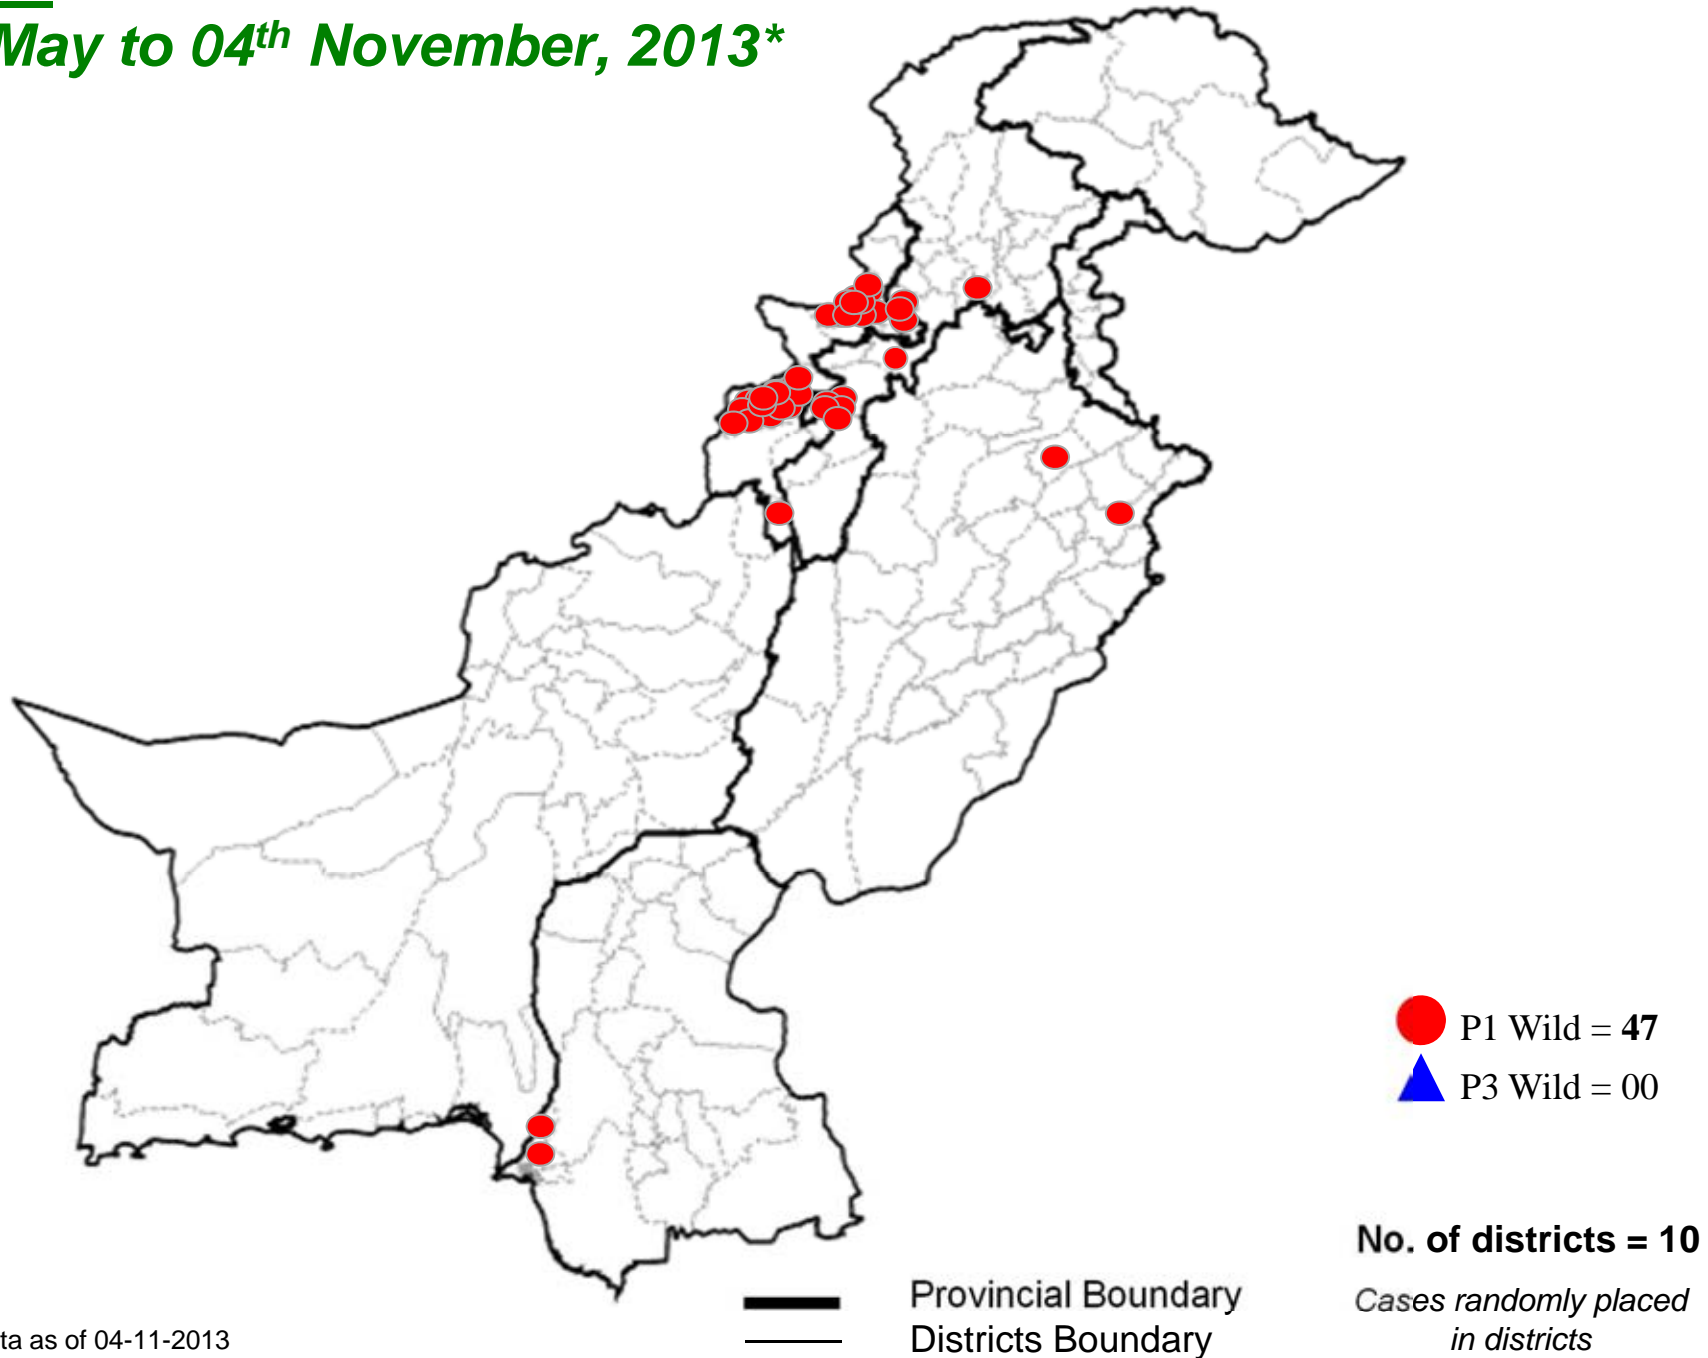 May to 04th November, 2013*
P1 Wild = 47
P3 Wild = 00
No. of districts = 10
Cases randomly placed
in districts
Provincial Boundary
Districts Boundary
ta as of 04-11-2013